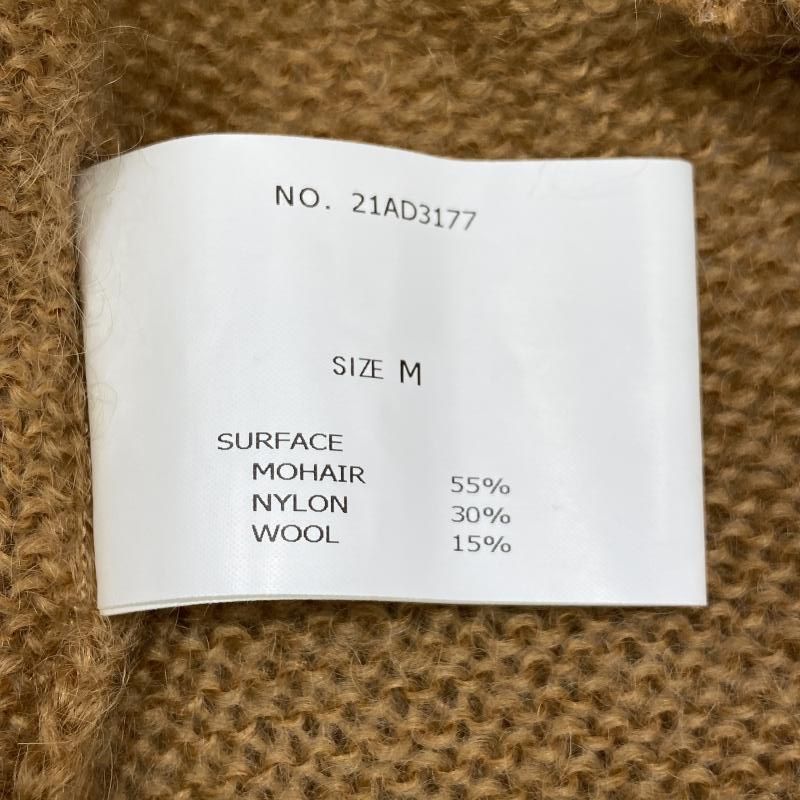 NO. 21AD3177
SIZE M
SURFACE
MOHAIR 55%
NYLON 30%
WOOL 15%